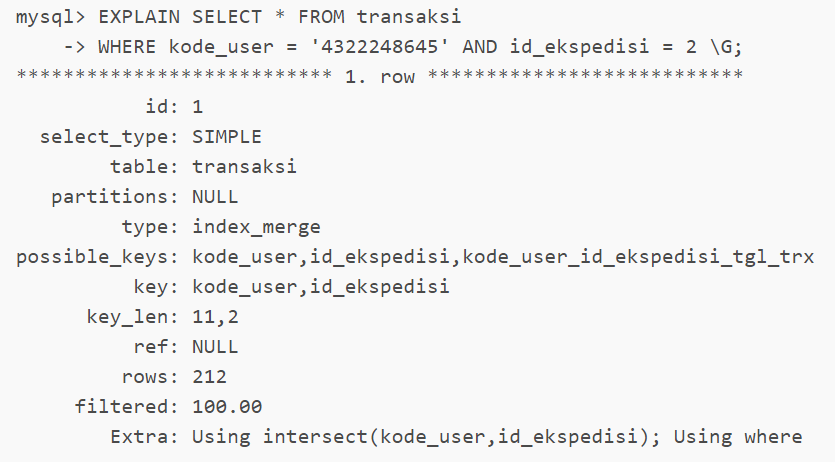 mysql> EXPLAIN SELECT * FROM transaksi
    -> WHERE kode_user = '4322248645' AND id_ekspedisi = 2 \G;
*************************** 1. row ***************************
           id: 1
  select_type: SIMPLE
        table: transaksi
   partitions: NULL
         type: index_merge
possible_keys: kode_user,id_ekspedisi,kode_user_id_ekspedisi_tgl_trx
          key: kode_user,id_ekspedisi
      key_len: 11,2
          ref: NULL
         rows: 212
     filtered: 100.00
        Extra: Using intersect(kode_user,id_ekspedisi); Using where